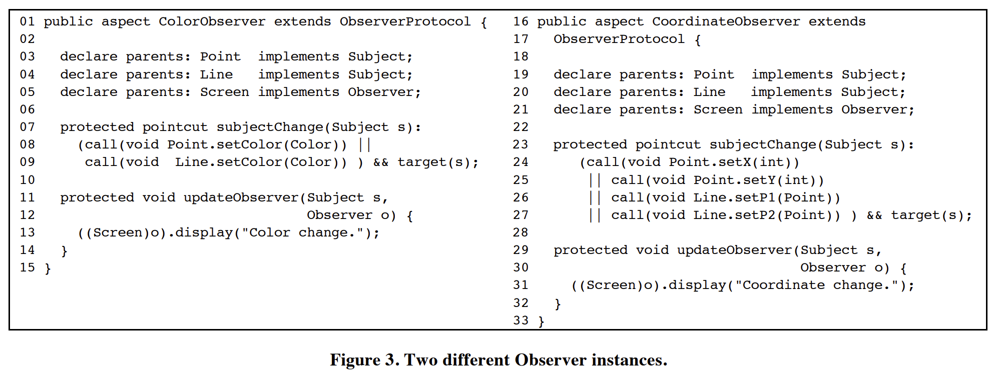 01 public aspect ColorObserver extends ObserverProtocol {
02
03   declare parents: Point  implements Subject;
04   declare parents: Line   implements Subject;
05   declare parents: Screen implements Observer;
06
07   protected pointcut subjectChange(Subject s):
08     (call(void Point.setColor(Color)) ||
09      call(void  Line.setColor(Color)) ) && target(s);
10
11   protected void updateObserver(Subject s,
12                                 Observer o) {
13     ((Screen)o).display("Color change.");
14   }
15 }
16 public aspect CoordinateObserver extends
17   ObserverProtocol {
18
19   declare parents: Point  implements Subject;
20   declare parents: Line   implements Subject;
21   declare parents: Screen implements Observer;
22
23   protected pointcut subjectChange(Subject s):
24      (call(void Point.setX(int))
25       || call(void Point.setY(int))
26       || call(void Line.setP1(Point))
27       || call(void Line.setP2(Point)) ) && target(s);
28
29   protected void updateObserver(Subject s,
30                                 Observer o) {
31     ((Screen)o).display("Coordinate change.");
32   }
33 }
Figure 3. Two different Observer instances.